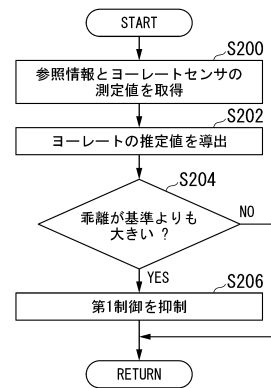 START
S200
参照情報とヨーレートセンサの
測定値を取得
S202
ヨーレートの推定値を導出
S204
乖離が基準よりも
大きい ?
NO
YES
S206
第1制御を抑制
RETURN